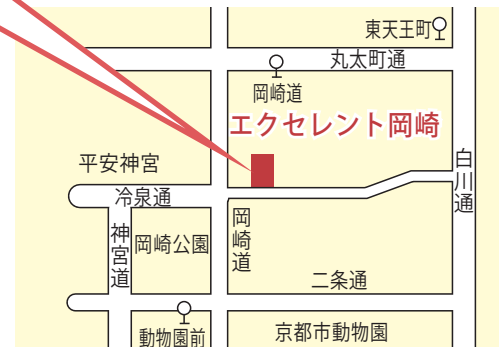 東天王町
丸太町通
岡崎道
エクセレント岡崎
平安神宮
白川通
冷泉通
神宮道
岡崎公園
岡崎道
二条通
動物園前
京都市動物園